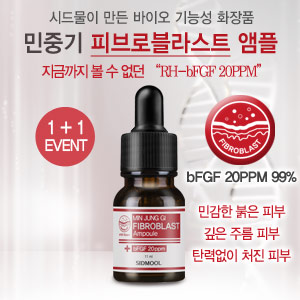 시드물이 만든 바이오 기능성 화장품
민중기 피브로블라스트 앰플
지금까지 볼 수 없던 “RH-bFGF 20PPM”
1 + 1
EVENT
FIBROBLAST
bFGF 20PPM 99%
민감한 붉은 피부
깊은 주름 피부
탄력없이 처진 피부
MIN JUNG GI
FIBROBLAST
Ampoule
bFGF 20ppm
11 ml
SIDMOOL